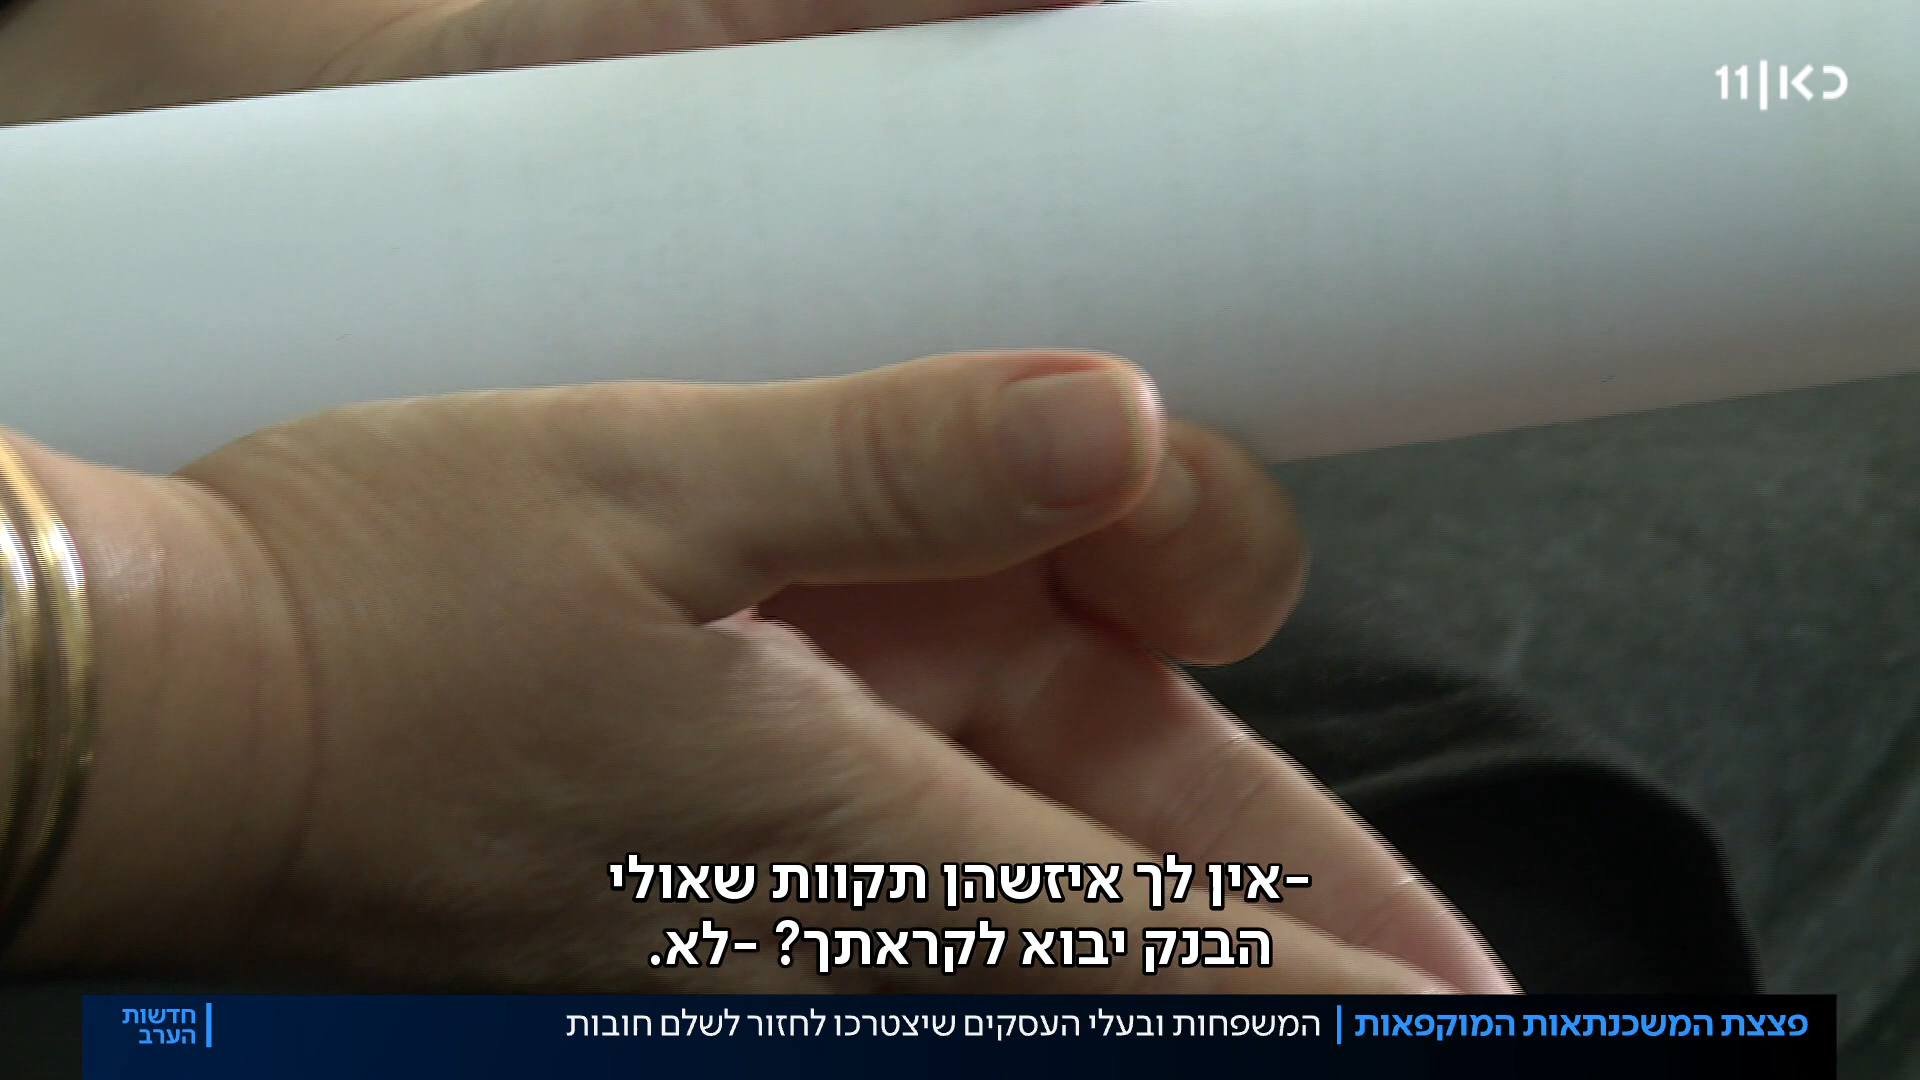 כאן|11
-אין לך איזשהן תקוות שאולי
הבנק יבוא לקראתך? -לא.
פצצת המשכנתאות המוקפאות | המשפחות ובעלי העסקים שיצטרכו לחזור לשלם חובות
חדשות
הערב